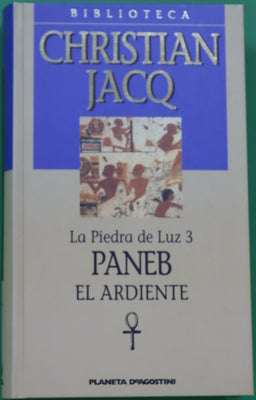 BIBLIOTECA
CHRISTIAN
JACQ
La Piedra de Luz 3
PANEB
EL ARDIENTE
PLANETA DEAGOSTINI